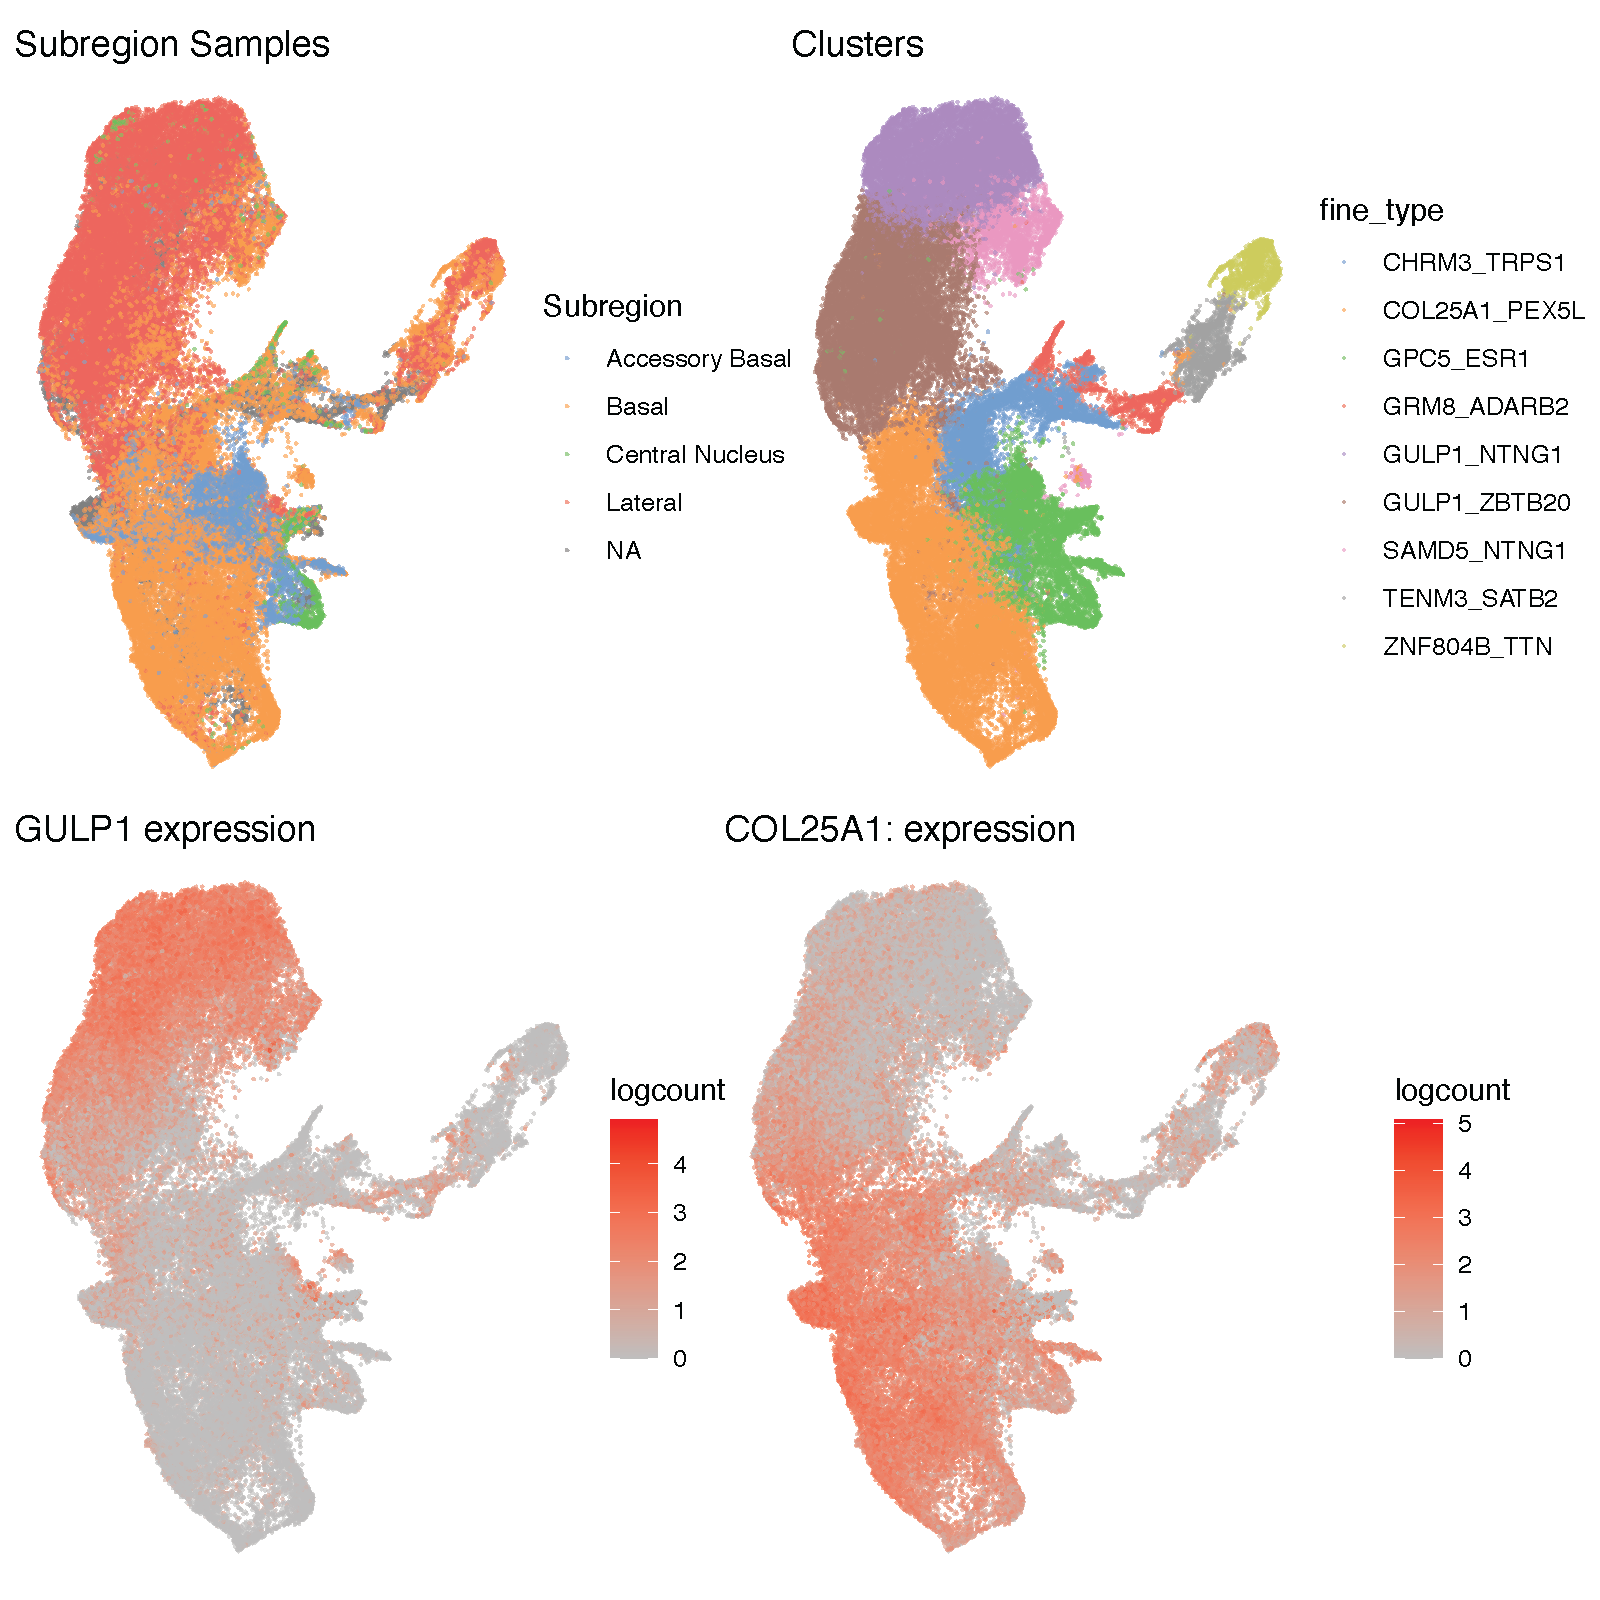 Subregion Samples
Clusters
Subregion
Accessory Basal
Basal
Central Nucleus
Lateral
NA
fine_type
CHRM3_TRPS1
COL25A1_PEX5L
GPC5_ESR1
GRM8_ADARB2
GULP1_NTNG1
GULP1_ZBTB20
SAMD5_NTNG1
TENM3_SATB2
ZNF804B_TTN
GULP1 expression
COL25A1: expression
logcount
4
3
2
1
0
logcount
5
4
3
2
1
0